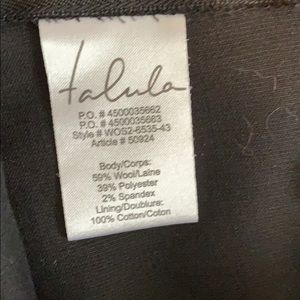 talula
P.O. # 4500035662
P.O. # 4500035663
Style # WOS2-6535-43
Article # 50924
Body/Corps:
59% Wool/Laine
39% Polyester
2% Spandex
Lining/Doublure:
100% Cotton/Coton